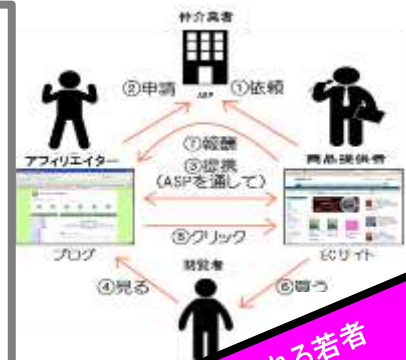 仲介業者
ASP
②申請
①依頼
⑦報酬
アフィリエイター
商品提供者
③提携
(ASPを通して)
⑤クリック
ブログ
ECサイト
閲覧者
④見る
⑥買う
る若者